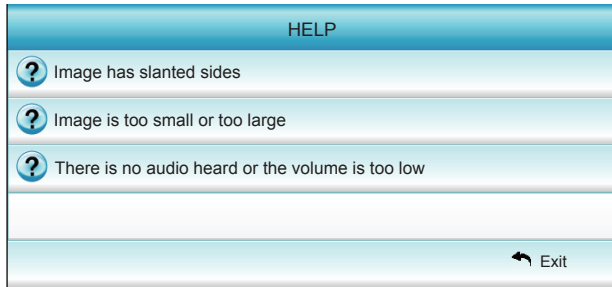 HELP
? Image has slanted sides
? Image is too small or too large
? There is no audio heard or the volume is too low
Exit